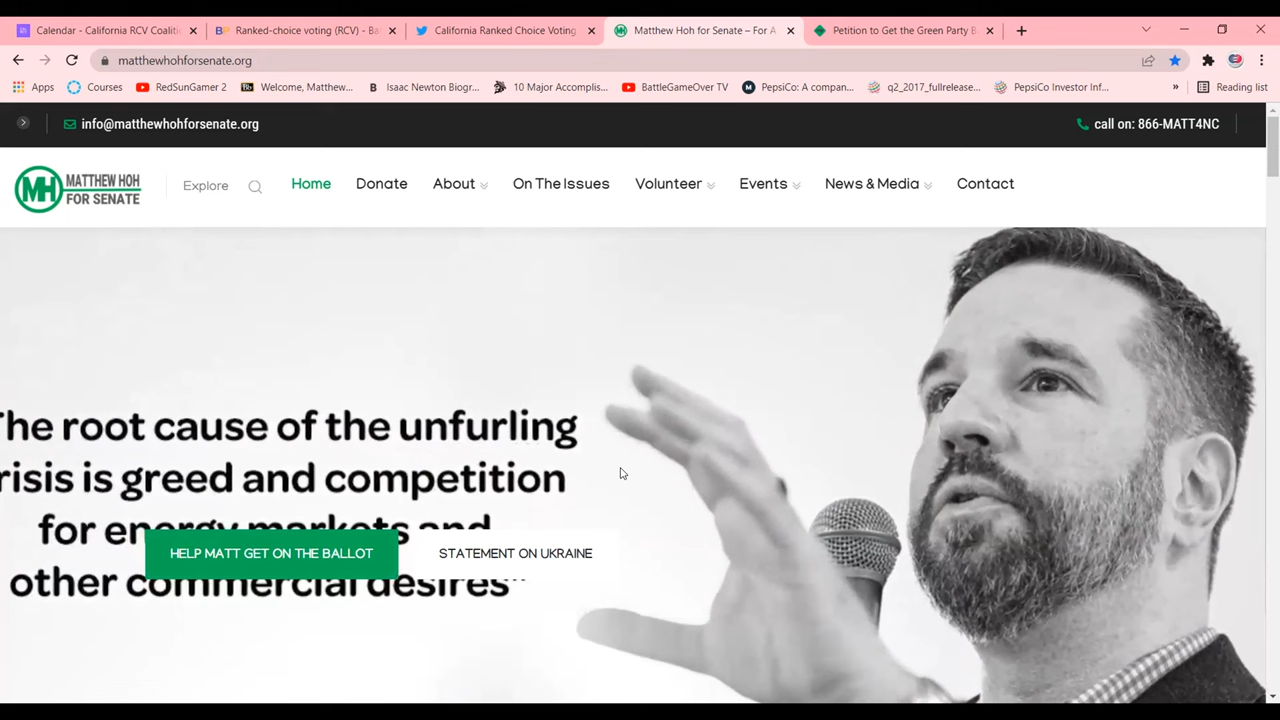 Calendar - California RCV Coaliti
Ranked-choice voting (RCV) - Ba
California Ranked Choice Voting
Matthew Hoh for Senate – For A
Petition to Get the Green Party B
matthewhohforsenate.org
Apps
Courses
RedSunGamer 2
Welcome, Matthew...
Isaac Newton Biogr...
10 Major Accomplis...
BattleGameOver TV
PepsiCo: A compan...
q2_2017_fullrelease...
PepsiCo Investor Inf...
»
Reading list
info@matthewhohforsenate.org
call on: 866-MATT4NC
MH
MATTHEW HOH
FOR SENATE
Explore
Home
Donate
About
On The Issues
Volunteer
Events
News & Media
Contact
The root cause of the unfurling
risis is greed and competition
for energy markets and
other commercial desires"
HELP MATT GET ON THE BALLOT
STATEMENT ON UKRAINE